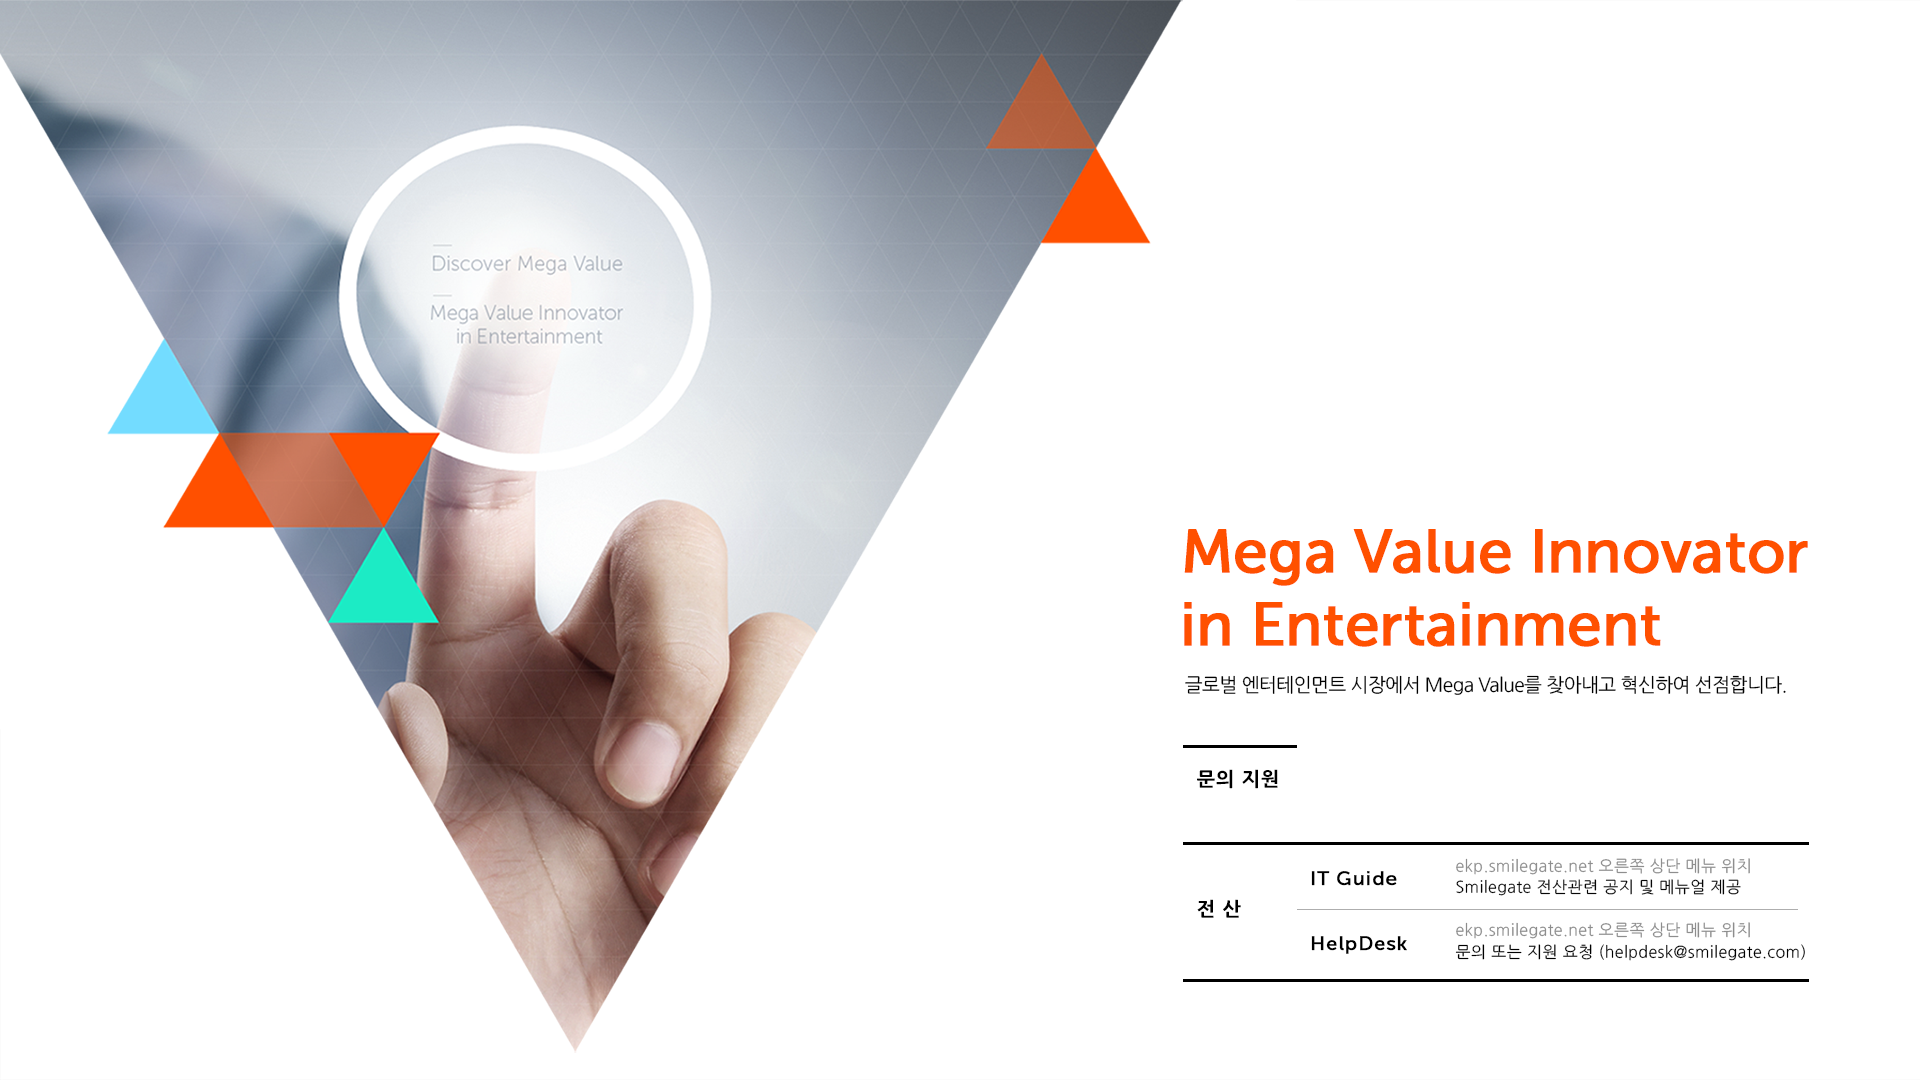 Discover Mega Value
Mega Value Innovator
in Entertainment
Mega Value Innovator
in Entertainment
글로벌 엔터테인먼트 시장에서 Mega Value를 찾아내고 혁신하여 선점합니다.
문의 지원
전 산
IT Guide
ekp.smilegate.net 오른쪽 상단 메뉴 위치
Smilegate 전산관련 공지 및 메뉴얼 제공
HelpDesk
ekp.smilegate.net 오른쪽 상단 메뉴 위치
문의 또는 지원 요청 (helpdesk@smilegate.com)